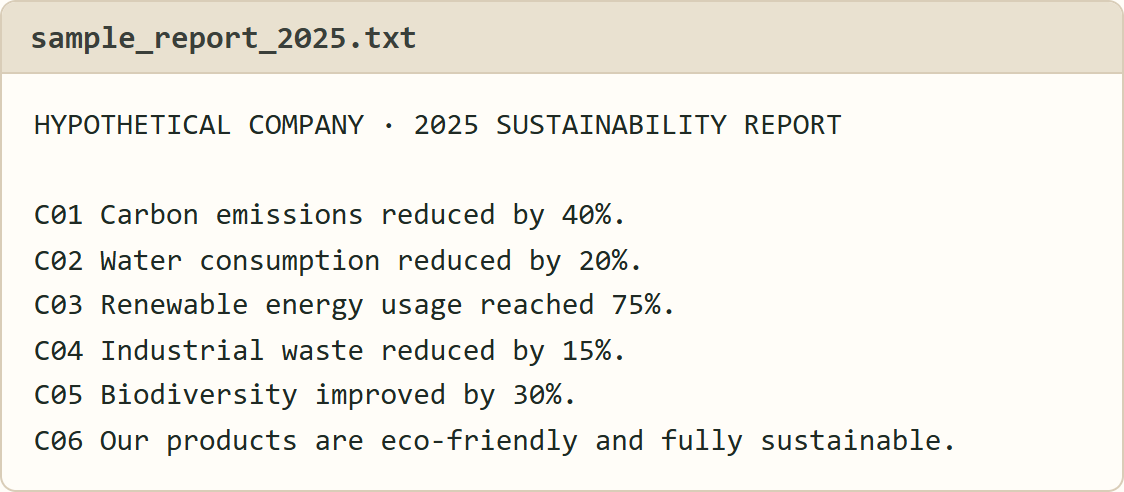 sample_report_2025.txt
HYPOTHETICAL COMPANY · 2025 SUSTAINABILITY REPORT
C01 Carbon emissions reduced by 40%.
C02 Water consumption reduced by 20%.
C03 Renewable energy usage reached 75%.
C04 Industrial waste reduced by 15%.
C05 Biodiversity improved by 30%.
C06 Our products are eco-friendly and fully sustainable.